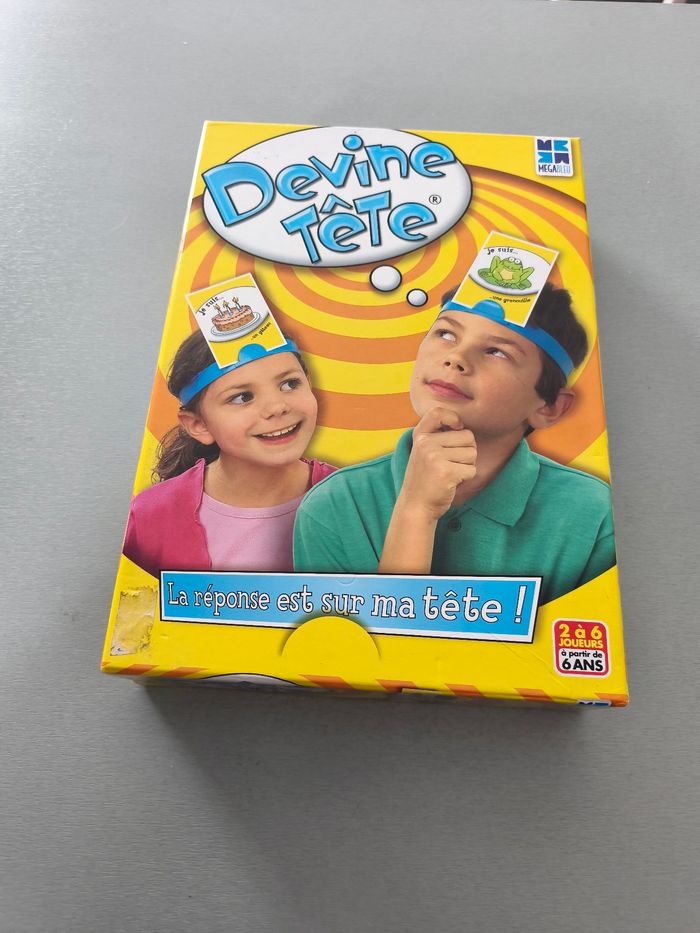 Devine
TÊTE®
MEGABLEU
je suis...
...un gâteau
je suis...
...une grenouille
La réponse est sur ma tête !
2 à 6
JOUEURS
à partir de
6 ANS